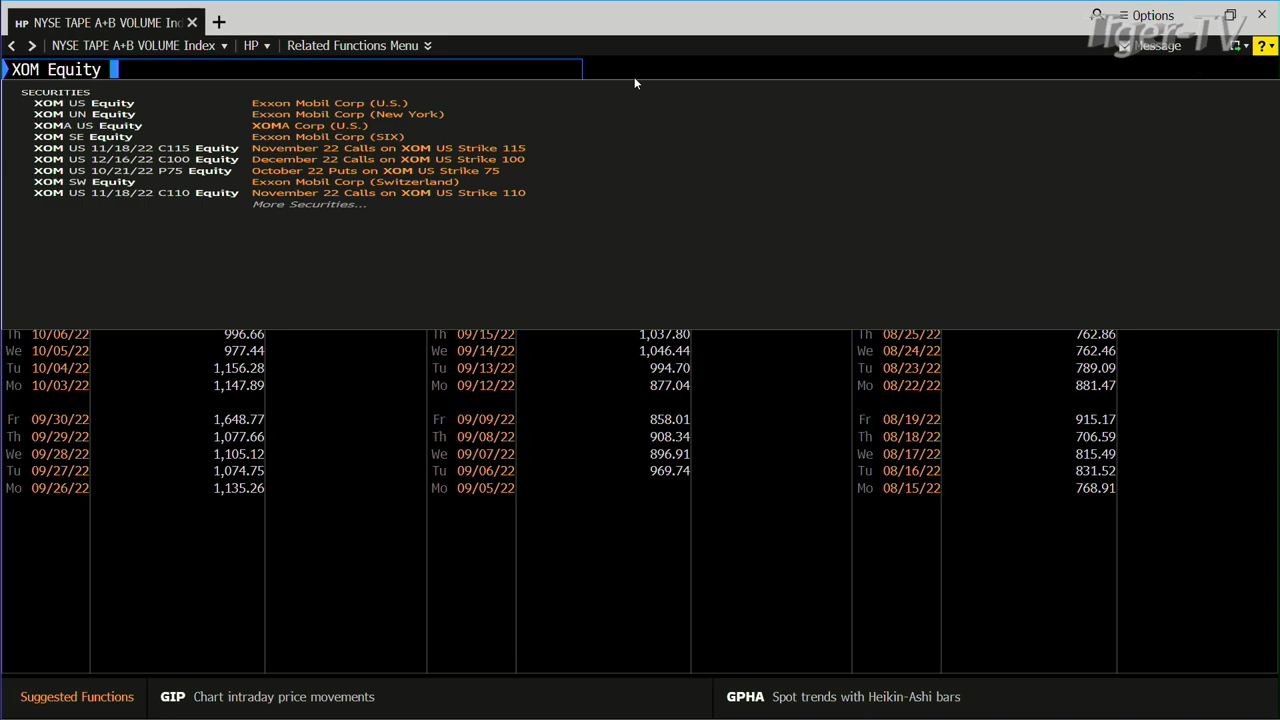 HP NYSE TAPE A+B VOLUME Ind × +
Options
Tiger-TV
NYSE TAPE A+B VOLUME Index HP Related Functions Menu
Message
?
XOM Equity
SECURITIES
XOM US Equity Exxon Mobil Corp (U.S.)
XOM UN Equity Exxon Mobil Corp (New York)
XOMA US Equity XOMA Corp (U.S.)
XOM SE Equity Exxon Mobil Corp (SIX)
XOM US 11/18/22 C115 Equity November 22 Calls on XOM US Strike 115
XOM US 12/16/22 C100 Equity December 22 Calls on XOM US Strike 100
XOM US 10/21/22 P75 Equity October 22 Puts on XOM US Strike 75
XOM SW Equity Exxon Mobil Corp (Switzerland)
XOM US 11/18/22 C110 Equity November 22 Calls on XOM US Strike 110
More Securities...
Th 10/06/22 996.66 Th 09/15/22 1,037.80 Th 08/25/22 762.86
We 10/05/22 977.44 We 09/14/22 1,046.44 We 08/24/22 762.46
Tu 10/04/22 1,156.28 Tu 09/13/22 994.70 Tu 08/23/22 789.09
Mo 10/03/22 1,147.89 Mo 09/12/22 877.04 Mo 08/22/22 881.47
Fr 09/30/22 1,648.77 Fr 09/09/22 858.01 Fr 08/19/22 915.17
Th 09/29/22 1,077.66 Th 09/08/22 908.34 Th 08/18/22 706.59
We 09/28/22 1,105.12 We 09/07/22 896.91 We 08/17/22 815.49
Tu 09/27/22 1,074.75 Tu 09/06/22 969.74 Tu 08/16/22 831.52
Mo 09/26/22 1,135.26 Mo 09/05/22 Mo 08/15/22 768.91
Suggested Functions GIP Chart intraday price movements GPHA Spot trends with Heikin-Ashi bars